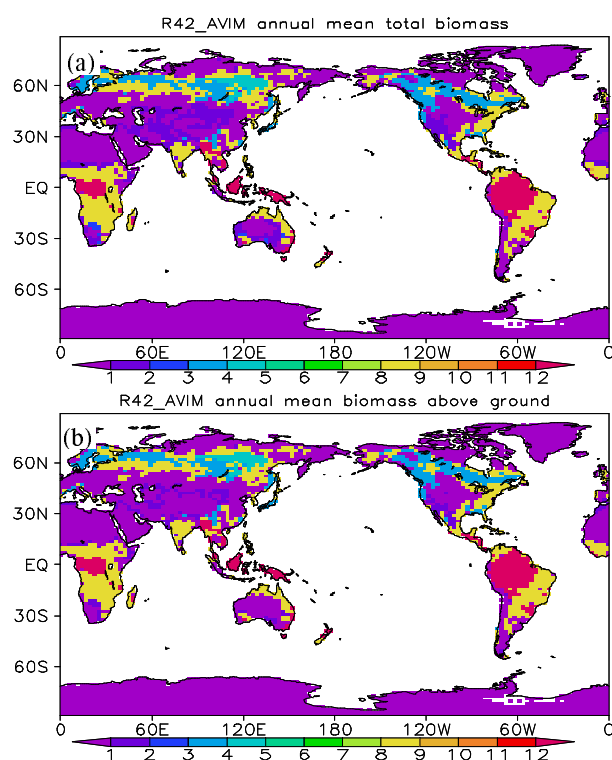 R42_AVIM annual mean total biomass
(a)
60N
30N
EQ
30S
60S
0 60E 120E 180 120W 60W 0
1 2 3 4 5 6 7 8 9 10 11 12
R42_AVIM annual mean biomass above ground
(b)
60N
30N
EQ
30S
60S
0 60E 120E 180 120W 60W 0
1 2 3 4 5 6 7 8 9 10 11 12